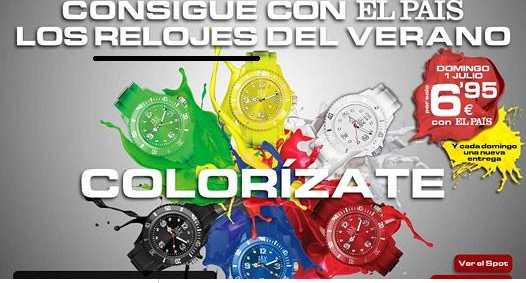 CONSIGUE CON EL PAÍS
LOS RELOJES DEL VERANO
DOMINGO
1 JULIO
por sólo
6'95
€
con EL PAÍS
Y cada domingo
una nueva
entrega
COLORÍZATE
Ver el Spot